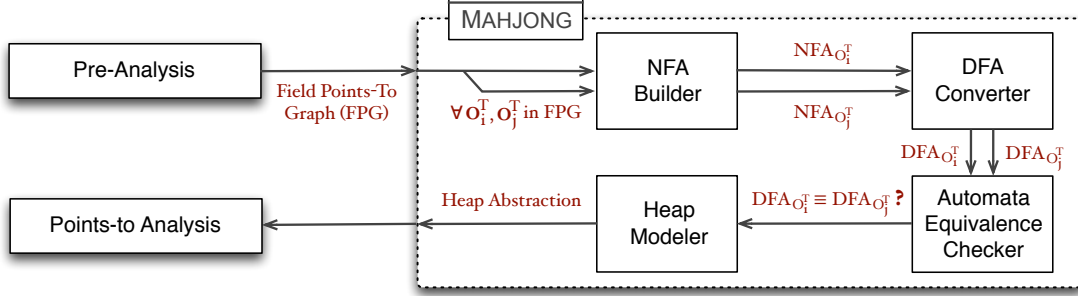 MAHJONG
Pre-Analysis
Field Points-To
Graph (FPG)
∀ O_i^T, O_j^T in FPG
NFA
Builder
NFA_{O_i^T}
NFA_{O_j^T}
DFA
Converter
DFA_{O_i^T}
DFA_{O_j^T}
Points-to Analysis
Heap Abstraction
Heap
Modeler
DFA_{O_i^T} ≡ DFA_{O_j^T} ?
Automata
Equivalence
Checker